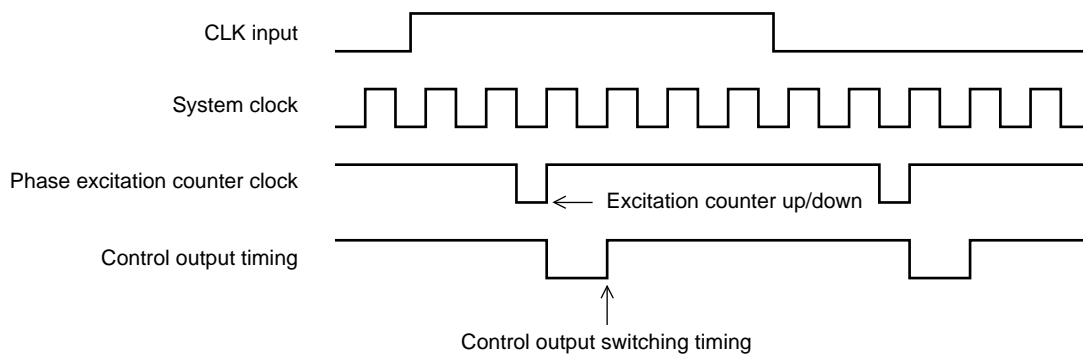 CLK input
System clock
Phase excitation counter clock
Excitation counter up/down
Control output timing
Control output switching timing